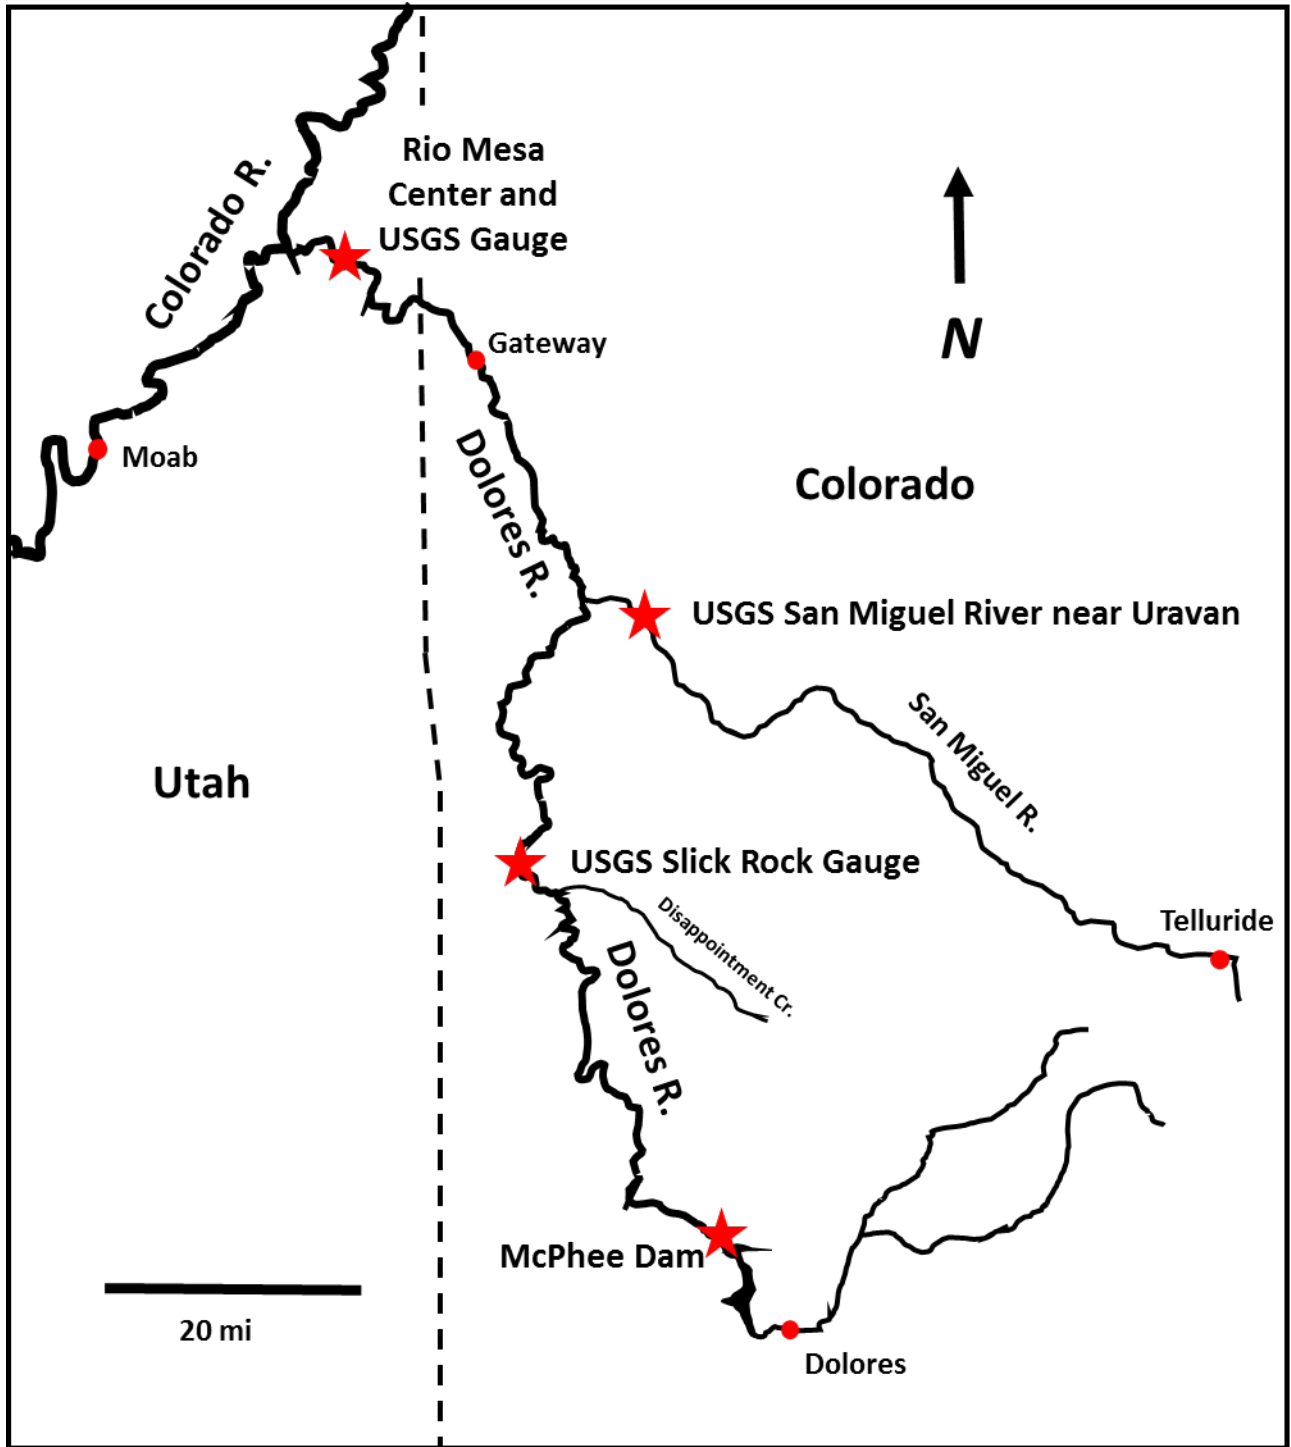 Rio Mesa
Center and
USGS Gauge
Colorado R.
N
Gateway
Moab
Dolores R.
Colorado
USGS San Miguel River near Uravan
San Miguel R.
Utah
USGS Slick Rock Gauge
Disappointment Cr.
Telluride
Dolores R.
McPhee Dam
20 mi
Dolores